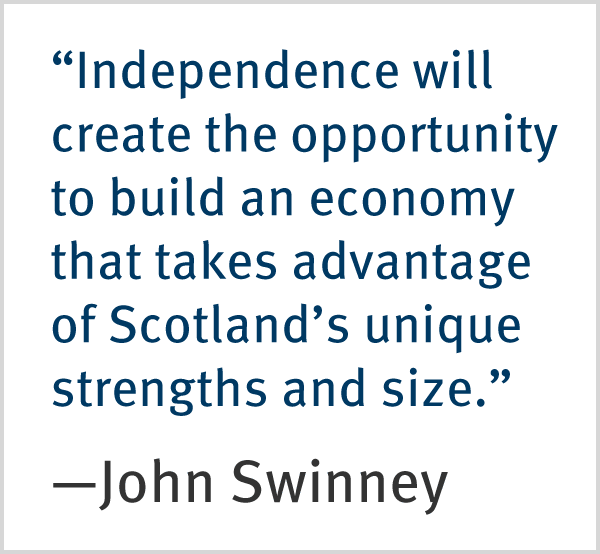 “Independence will
create the opportunity
to build an economy
that takes advantage
of Scotland’s unique
strengths and size.”
—John Swinney